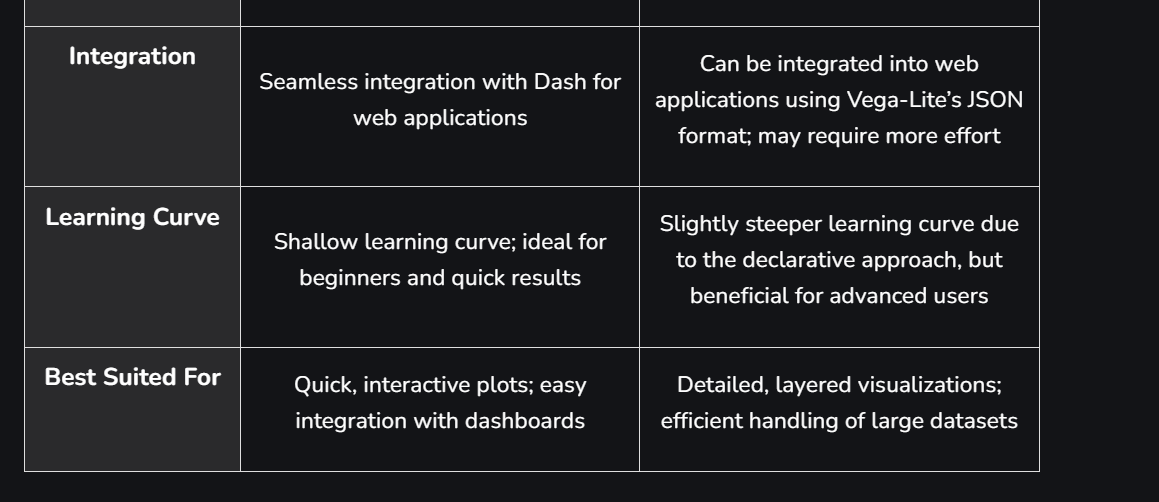 Integration
Seamless integration with Dash for
web applications
Can be integrated into web
applications using Vega-Lite’s JSON
format; may require more effort
Learning Curve
Shallow learning curve; ideal for
beginners and quick results
Slightly steeper learning curve due
to the declarative approach, but
beneficial for advanced users
Best Suited For
Quick, interactive plots; easy
integration with dashboards
Detailed, layered visualizations;
efficient handling of large datasets